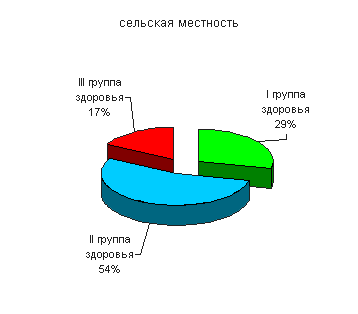 сельская местность
III группа
здоровья
17%
I группа
здоровья
29%
II группа
здоровья
54%